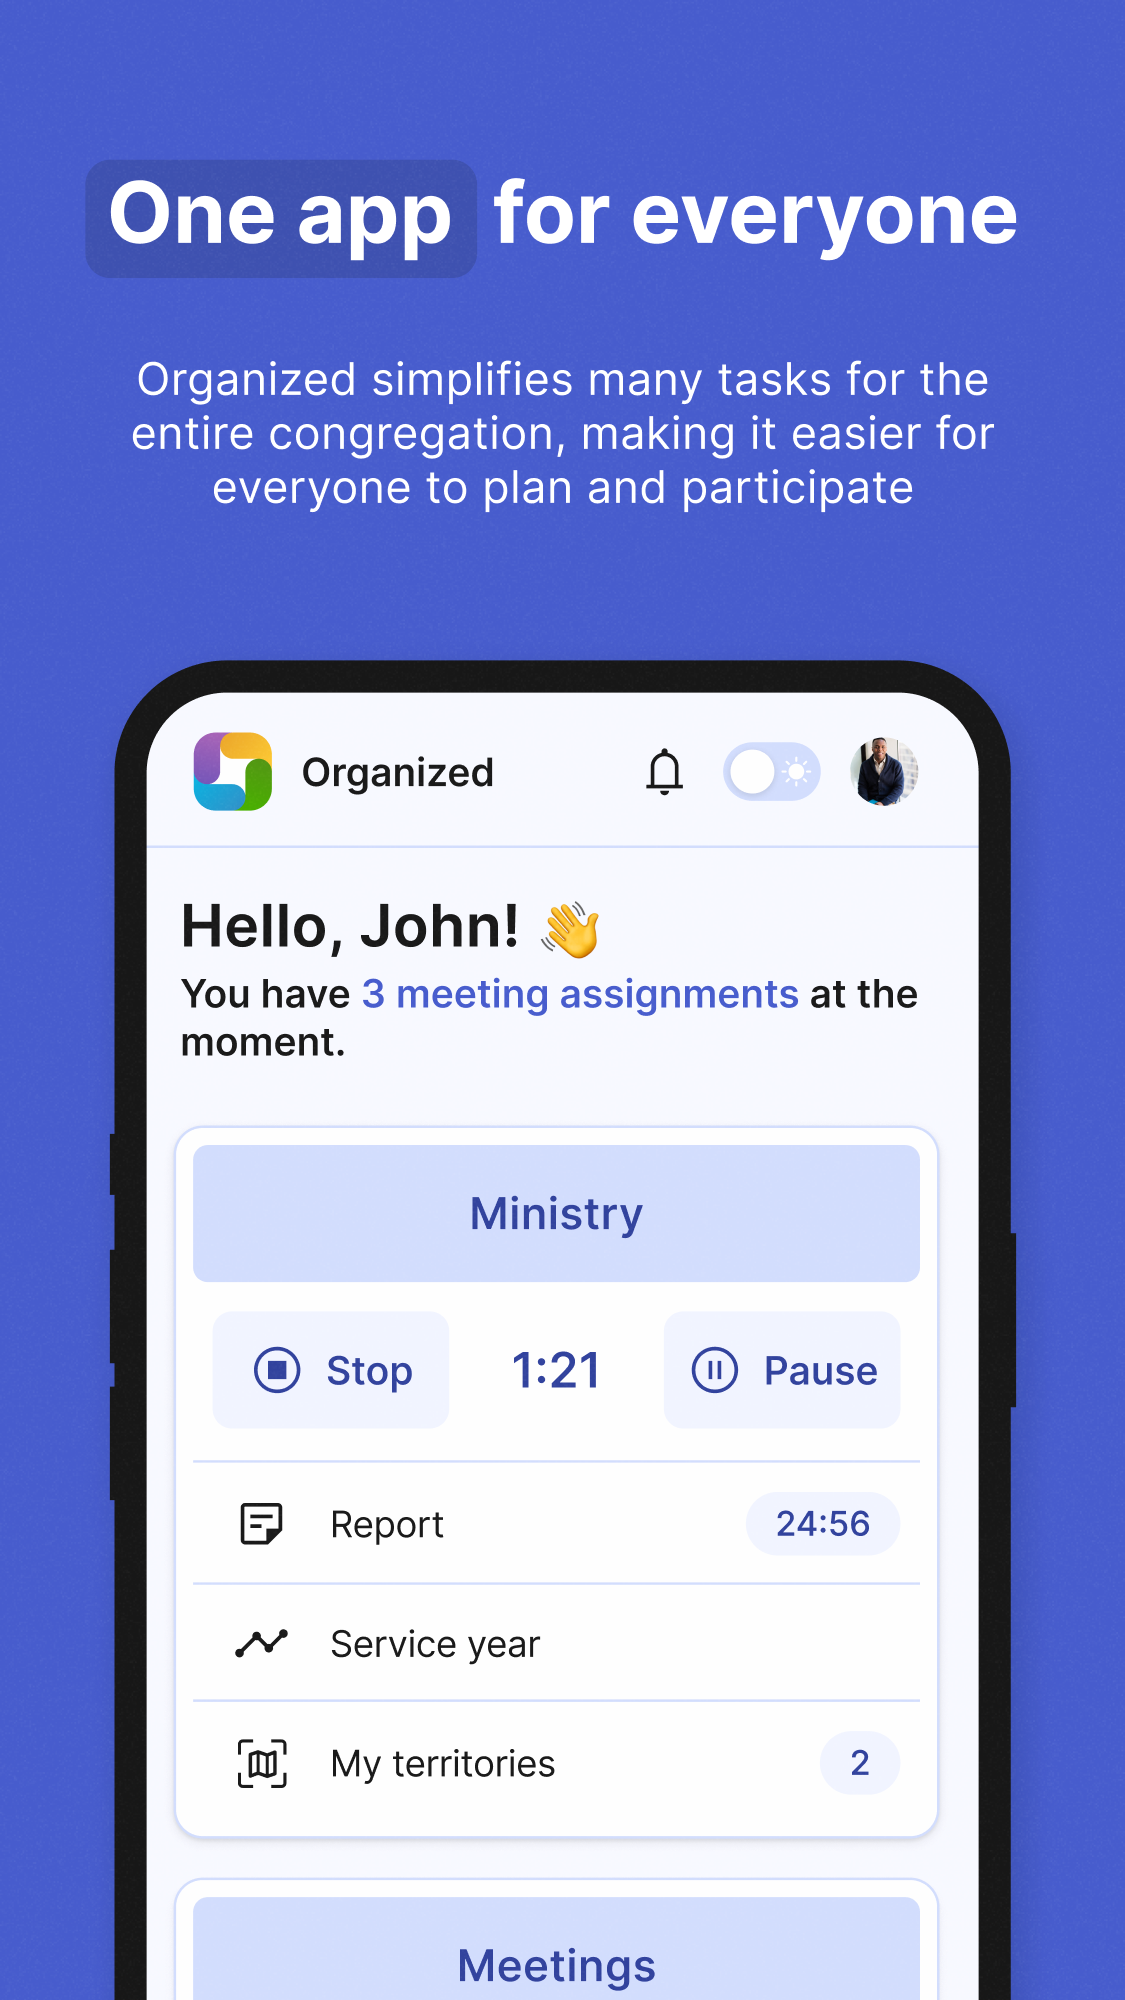 One app for everyone
Organized simplifies many tasks for the
entire congregation, making it easier for
everyone to plan and participate
Organized
Hello, John! 👋
You have 3 meeting assignments at the
moment.
Ministry
Stop 1:21 Pause
Report 24:56
Service year
My territories 2
Meetings